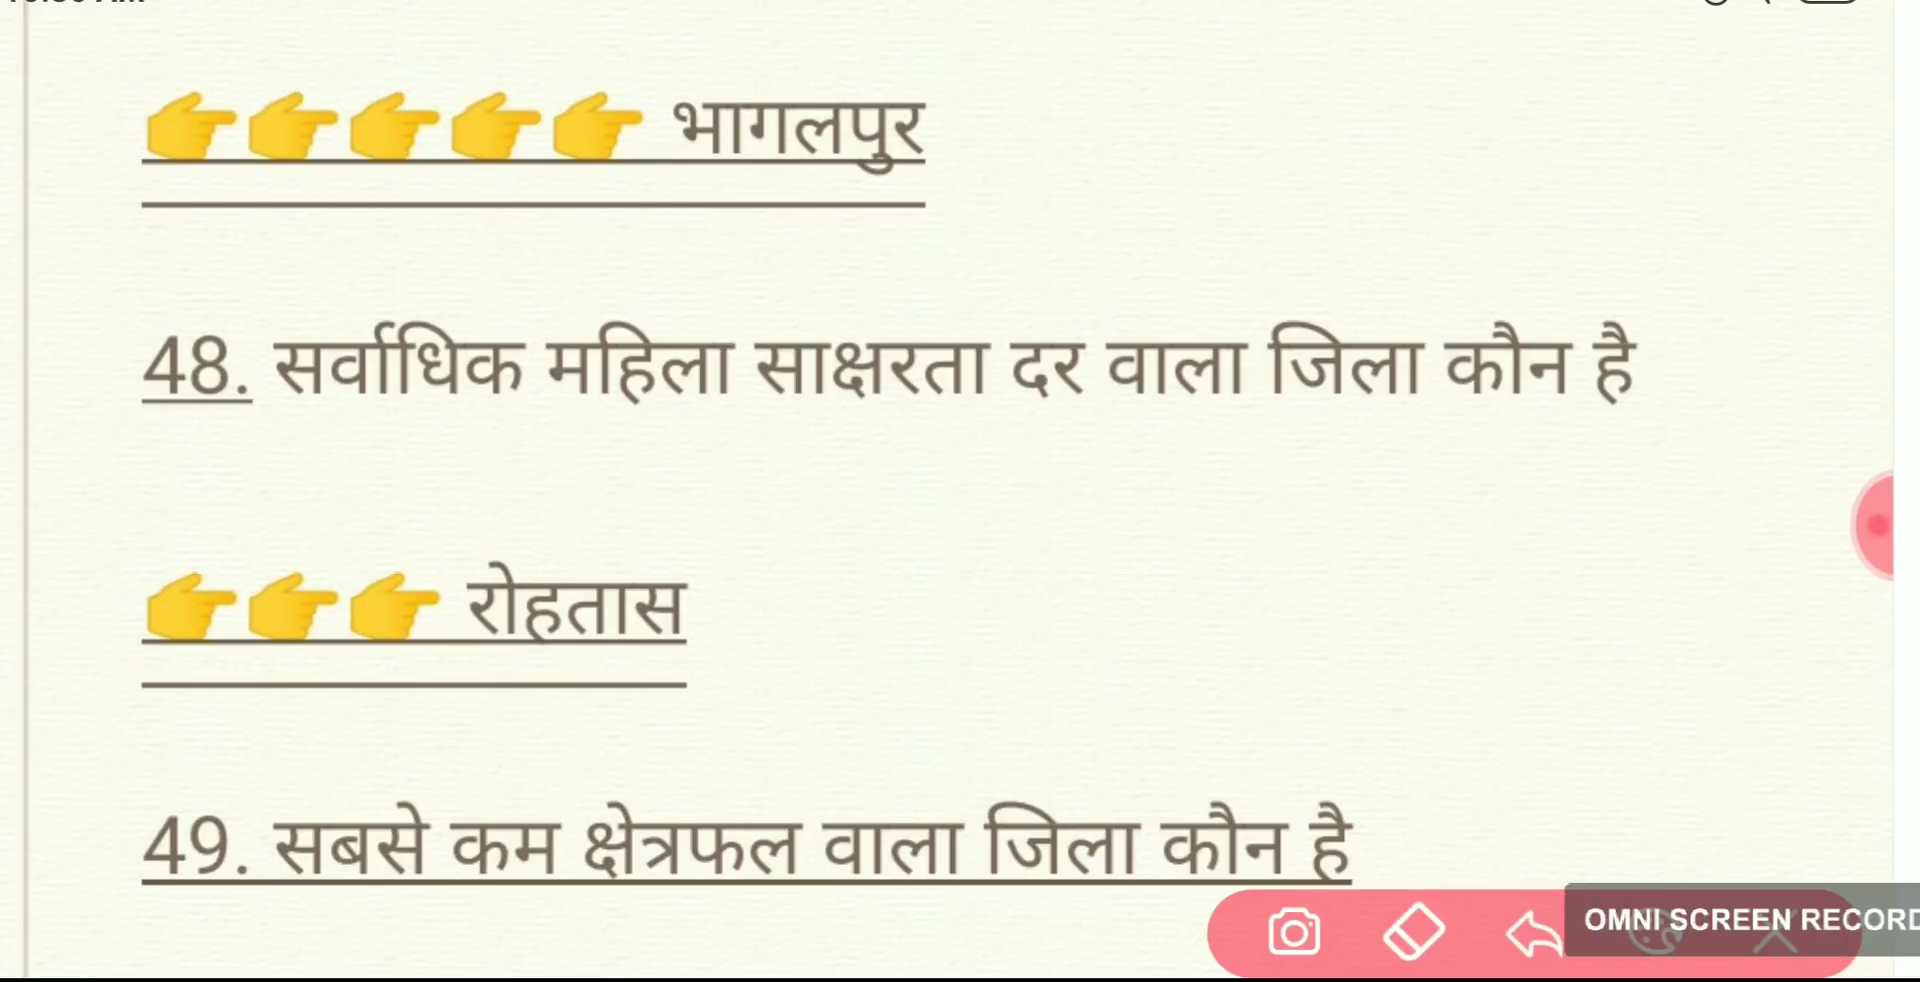 👉👉👉👉👉 भागलपुर
48. सर्वाधिक महिला साक्षरता दर वाला जिला कौन है
👉👉👉 रोहतास
49. सबसे कम क्षेत्रफल वाला जिला कौन है
OMNI SCREEN RECORD